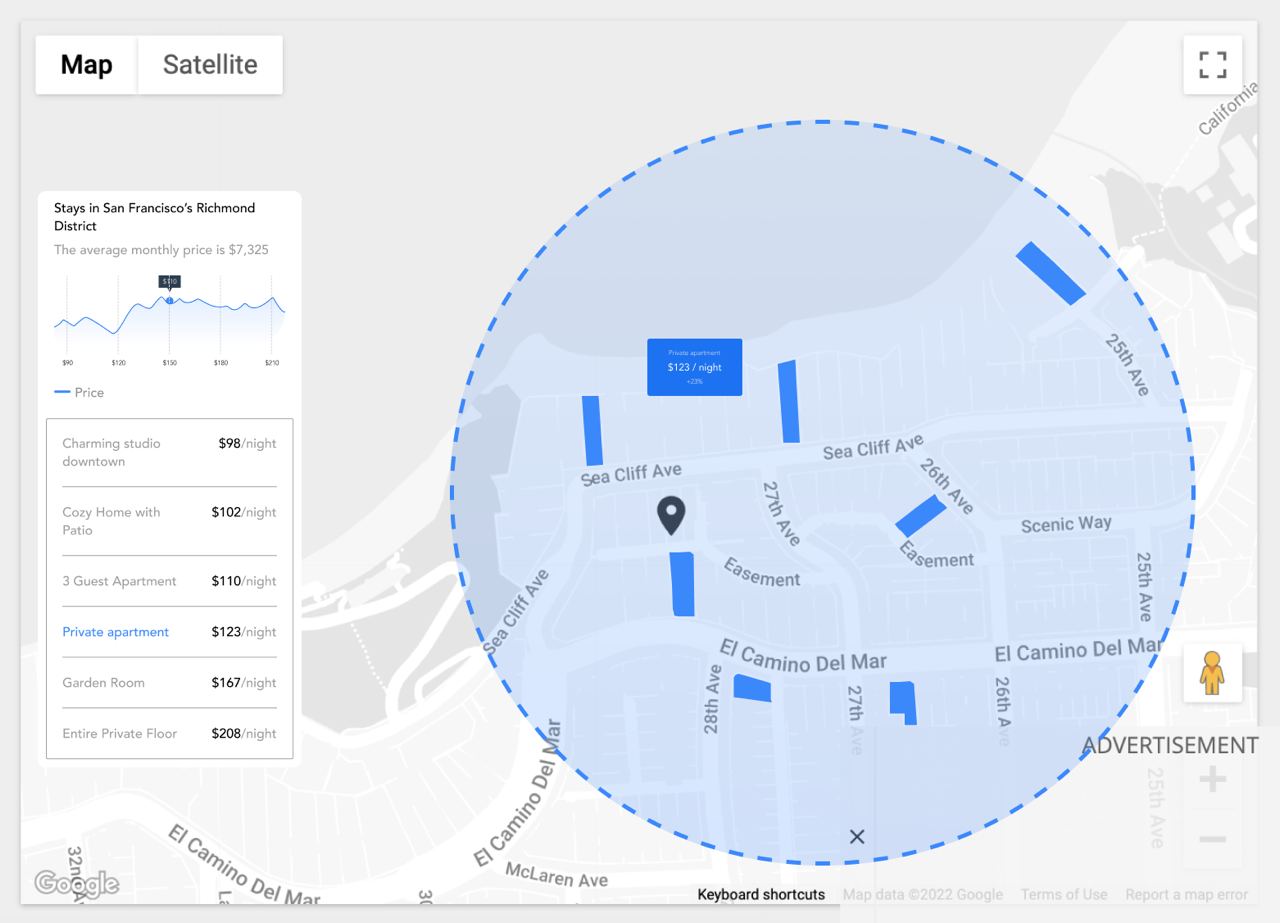 Map
Satellite
California
Stays in San Francisco's Richmond
District
The average monthly price is $7,325
$110
$90
$120
$150
$180
$210
Price
Charming studio
downtown
$98/night
Cozy Home with
Patio
$102/night
3 Guest Apartment
$110/night
Private apartment
$123/night
Garden Room
$167/night
Entire Private Floor
$208/night
Private apartment
$123 / night
+23%
25th Ave
Sea Cliff Ave
Sea Cliff Ave
26th Ave
27th Ave
Scenic Way
Easement
Easement
25th Ave
Sea Cliff Ave
El Camino Del Mar
El Camino Del Mar
28th Ave
27th Ave
26th Ave
ADVERTISEMENT
25th Ave
El Camino Del Mar
El Camino Del Mar
McLaren Ave
Google
Keyboard shortcuts
Map data ©2022 Google
Terms of Use
Report a map error